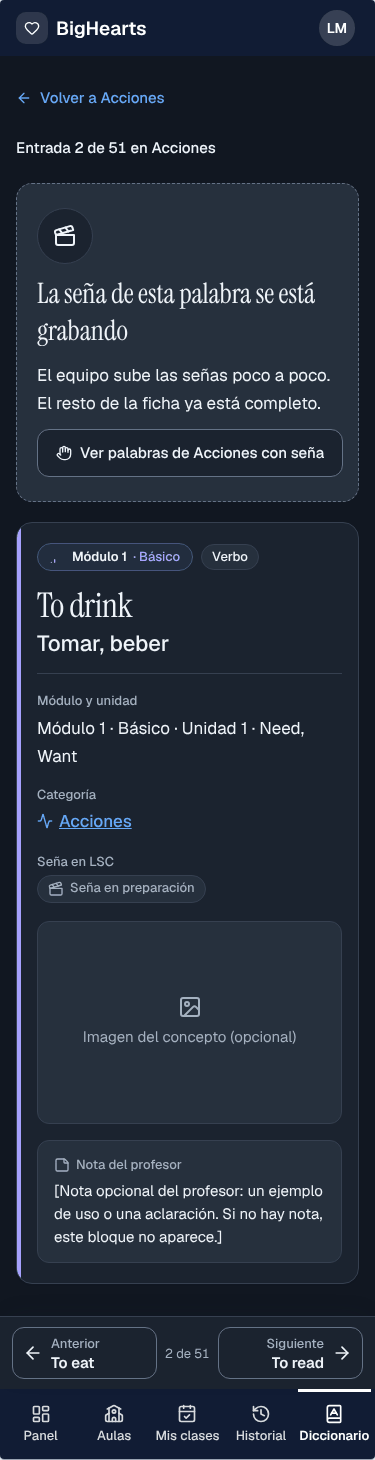 BigHearts
LM
Volver a Acciones
Entrada 2 de 51 en Acciones
La seña de esta palabra se está
grabando
El equipo sube las señas poco a poco.
El resto de la ficha ya está completo.
Ver palabras de Acciones con seña
Módulo 1 · Básico
Verbo
To drink
Tomar, beber
Módulo y unidad
Módulo 1 · Básico · Unidad 1 · Need,
Want
Categoría
Acciones
Seña en LSC
Seña en preparación
Imagen del concepto (opcional)
Nota del profesor
[Nota opcional del profesor: un ejemplo
de uso o una aclaración. Si no hay nota,
este bloque no aparece.]
Anterior
To eat
2 de 51
Siguiente
To read
Panel
Aulas
Mis clases
Historial
Diccionario